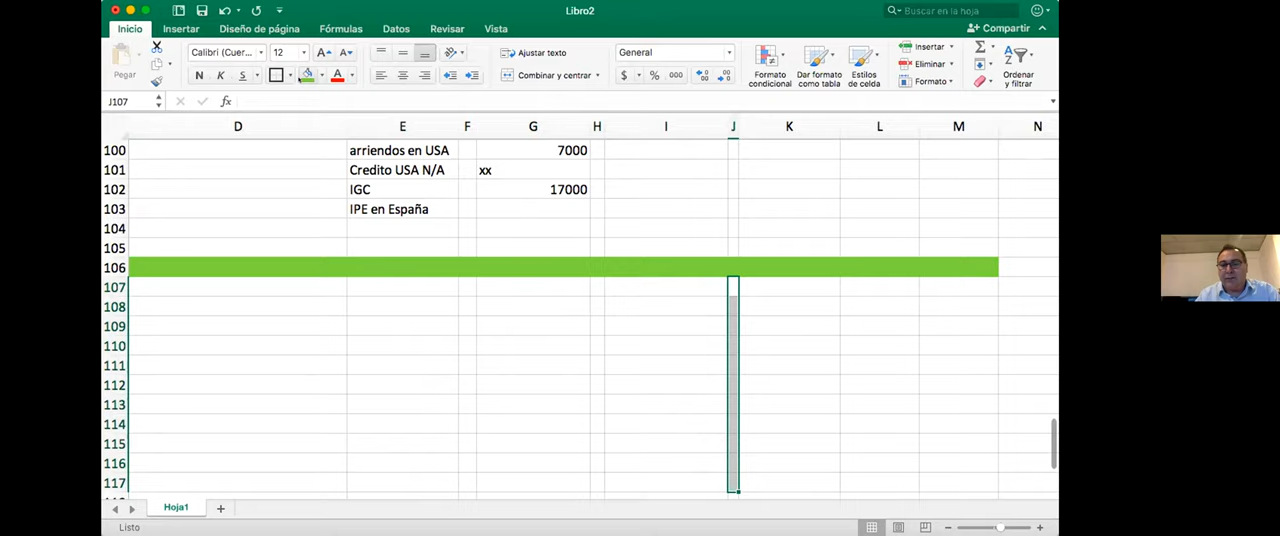 Libro2
Buscar en la hoja
Inicio Insertar Diseño de página Fórmulas Datos Revisar Vista
Compartir
Pegar
Calibri (Cuer... 12
N K S
Ajustar texto
Combinar y centrar
General
$ % 000
Formato condicional
Dar formato como tabla
Estilos de celda
Insertar
Eliminar
Formato
Ordenar y filtrar
J107
fx
D E F G H I J K L M N
100 arriendos en USA 7000
101 Credito USA N/A xx
102 IGC 17000
103 IPE en España
104
105
106
107
108
109
110
111
112
113
114
115
116
117
Hoja1
Listo